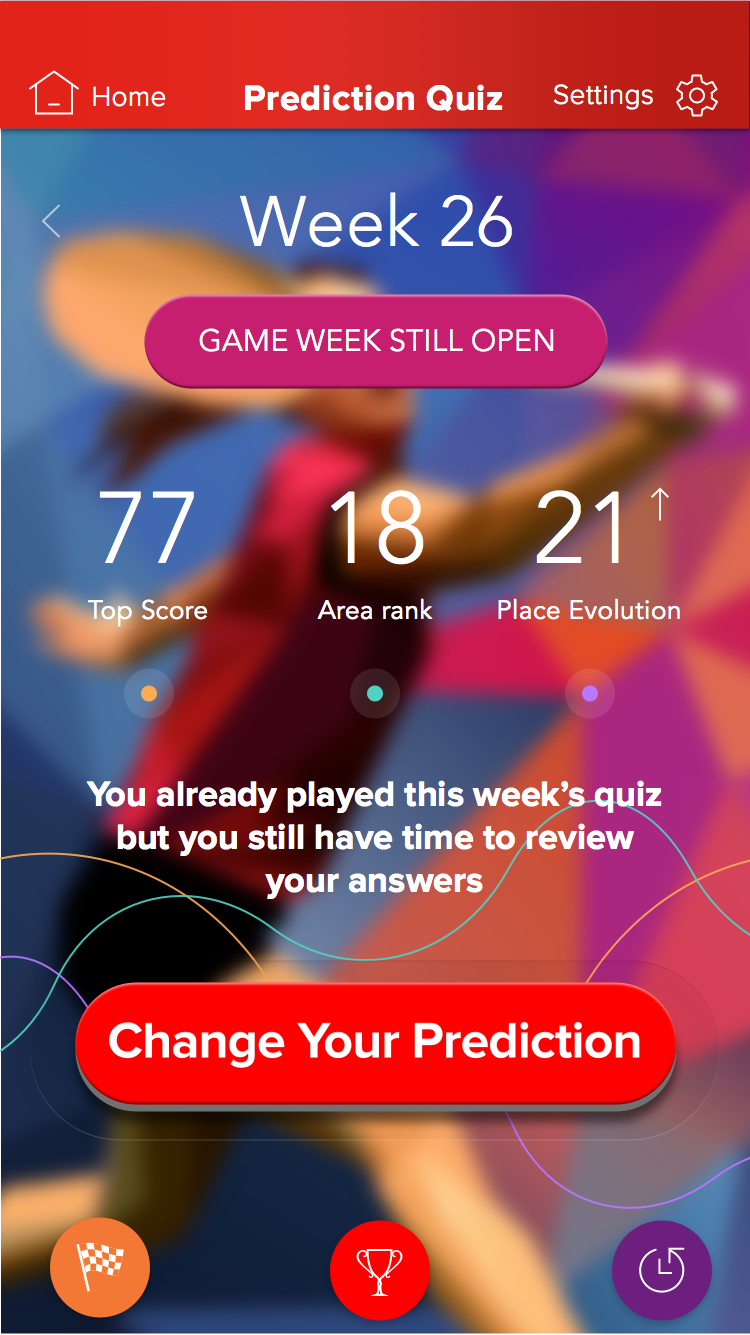 Home
Prediction Quiz
Settings
Week 26
GAME WEEK STILL OPEN
77
18
21
Top Score
Area rank
Place Evolution
You already played this week’s quiz
but you still have time to review
your answers
Change Your Prediction